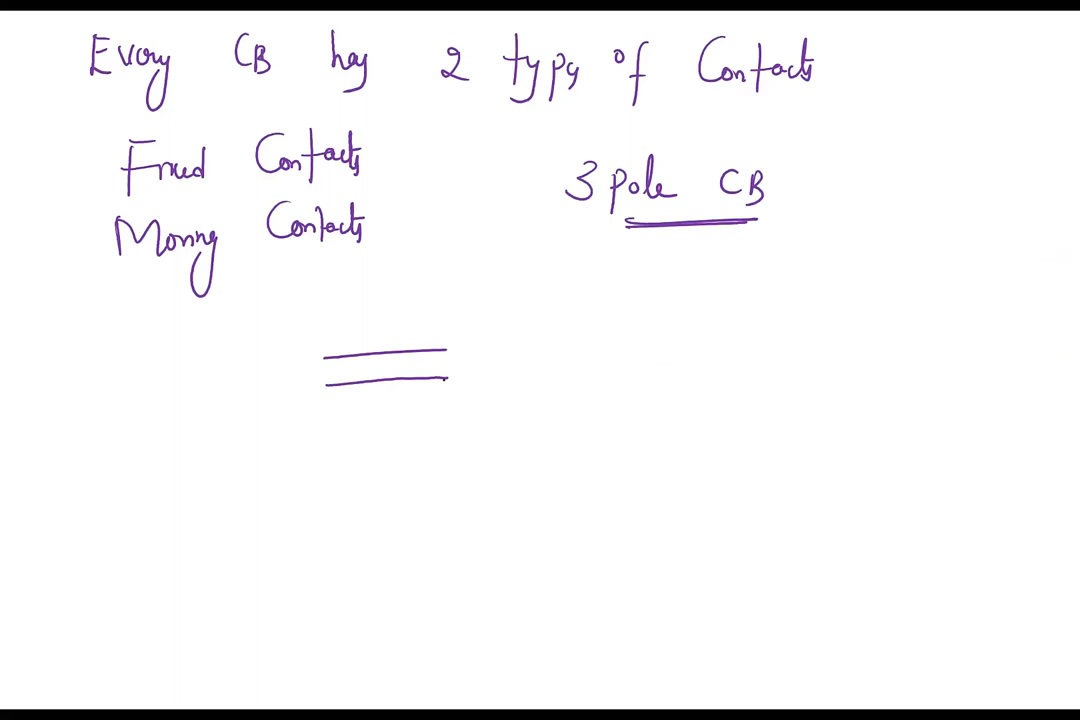 Every CB has 2 types of Contacts
Fixed Contacts
3 pole CB
Moving Contacts